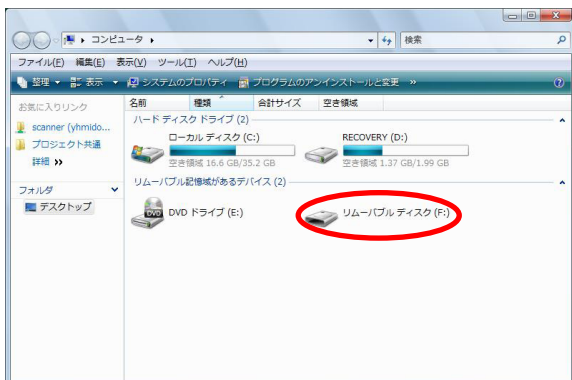 コンピュータ
検索
ファイル(F) 編集(E) 表示(V) ツール(T) ヘルプ(H)
整理 表示 システムのプロパティ プログラムのアンインストールと変更 »
お気に入りリンク
名前 種類 合計サイズ 空き領域
ハード ディスク ドライブ (2)
scanner (yhmido...
ローカル ディスク (C:) RECOVERY (D:)
プロジェクト共通
空き領域 16.6 GB/35.2 GB 空き領域 1.37 GB/1.99 GB
詳細 »
リムーバブル記憶域があるデバイス (2)
フォルダ
デスクトップ
DVD DVD ドライブ (E:) リムーバブル ディスク (F:)